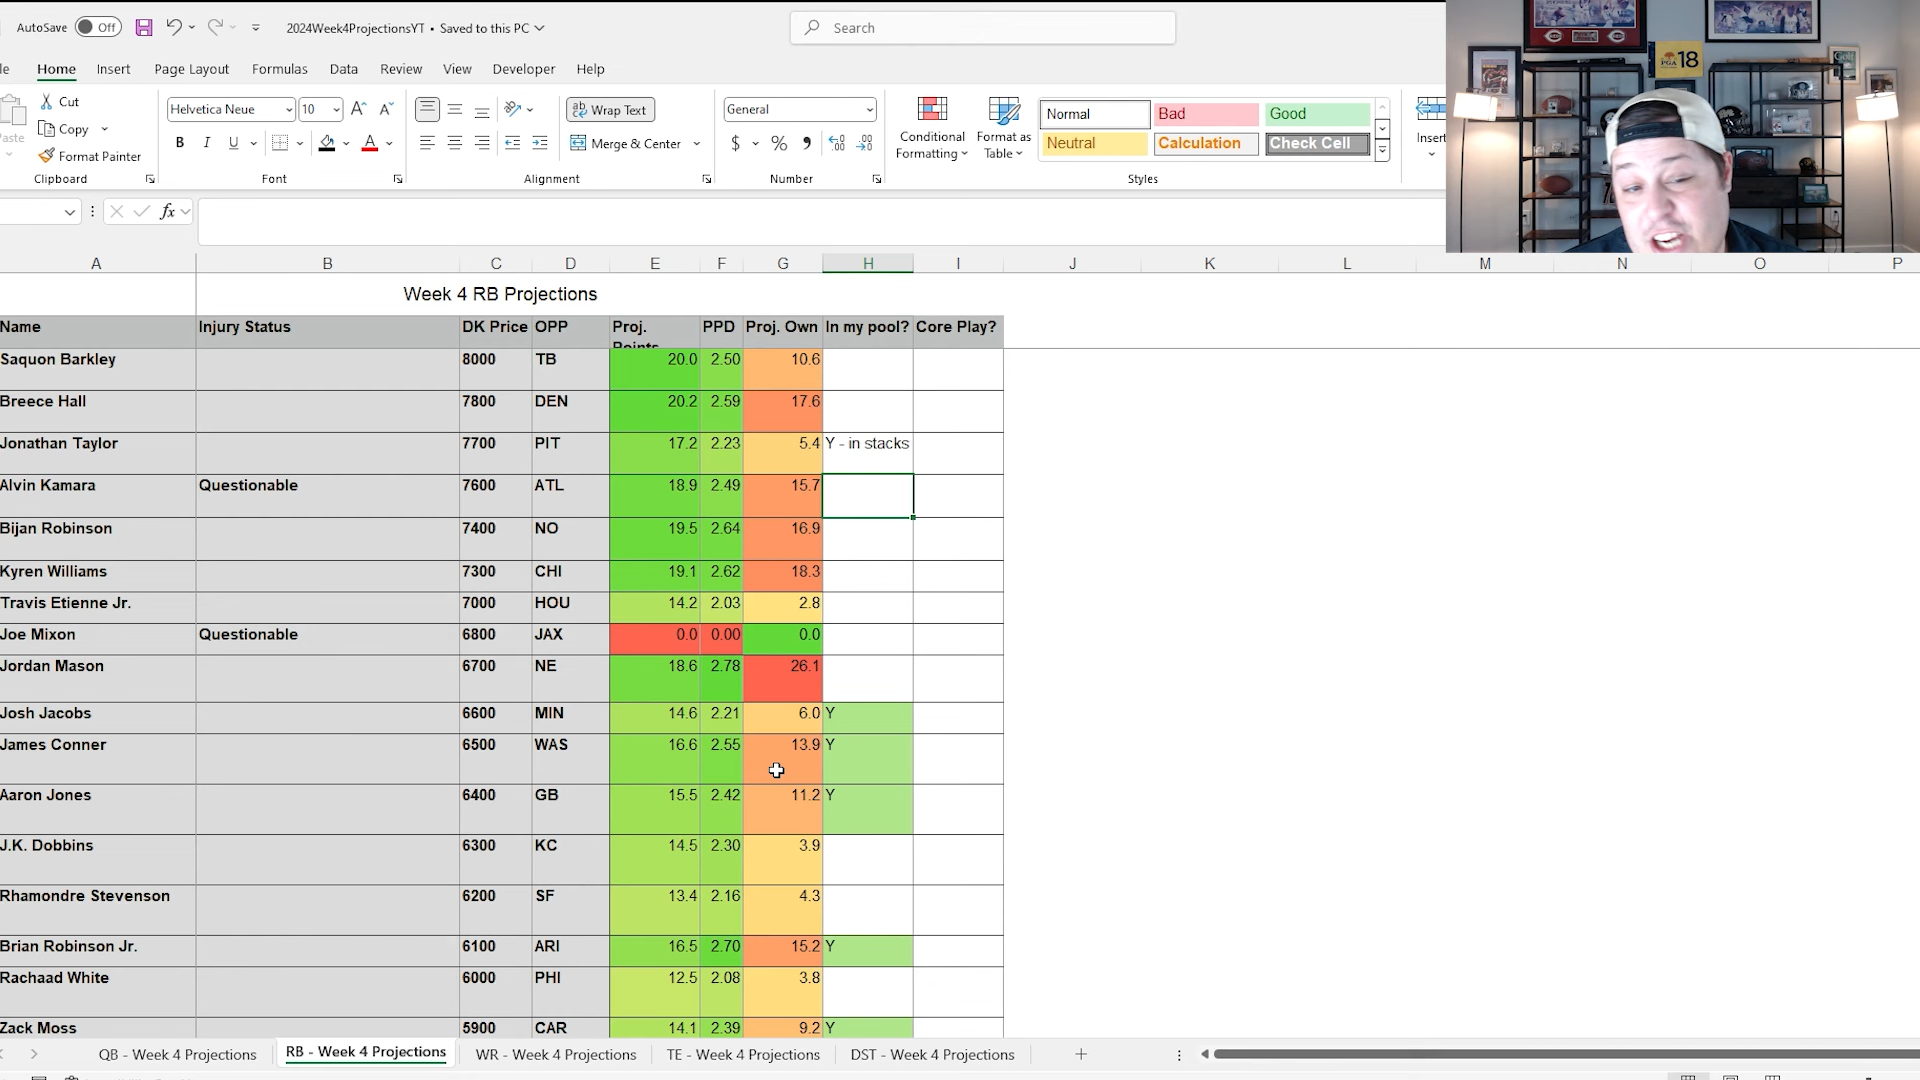 AutoSave Off 2024Week4ProjectionsYT • Saved to this PC Search
Home Insert Page Layout Formulas Data Review View Developer Help
Cut
Copy
Format Painter
Clipboard
Helvetica Neue 10
B I U
Font
Wrap Text
Merge & Center
Alignment
General
$ %
Number
Conditional Formatting
Format as Table
Normal Bad Good
Neutral Calculation Check Cell
Styles
Insert
fx
A B C D E F G H I J K L M N O P
Week 4 RB Projections
Name Injury Status DK Price OPP Proj. Points PPD Proj. Own In my pool? Core Play?
Saquon Barkley 8000 TB 20.0 2.50 10.6
Breece Hall 7800 DEN 20.2 2.59 17.6
Jonathan Taylor 7700 PIT 17.2 2.23 5.4 Y - in stacks
Alvin Kamara Questionable 7600 ATL 18.9 2.49 15.7
Bijan Robinson 7400 NO 19.5 2.64 16.9
Kyren Williams 7300 CHI 19.1 2.62 18.3
Travis Etienne Jr. 7000 HOU 14.2 2.03 2.8
Joe Mixon Questionable 6800 JAX 0.0 0.00 0.0
Jordan Mason 6700 NE 18.6 2.78 26.1
Josh Jacobs 6600 MIN 14.6 2.21 6.0 Y
James Conner 6500 WAS 16.6 2.55 13.9 Y
Aaron Jones 6400 GB 15.5 2.42 11.2 Y
J.K. Dobbins 6300 KC 14.5 2.30 3.9
Rhamondre Stevenson 6200 SF 13.4 2.16 4.3
Brian Robinson Jr. 6100 ARI 16.5 2.70 15.2 Y
Rachaad White 6000 PHI 12.5 2.08 3.8
Zack Moss 5900 CAR 14.1 2.39 9.2 Y
QB - Week 4 Projections RB - Week 4 Projections WR - Week 4 Projections TE - Week 4 Projections DST - Week 4 Projections
18